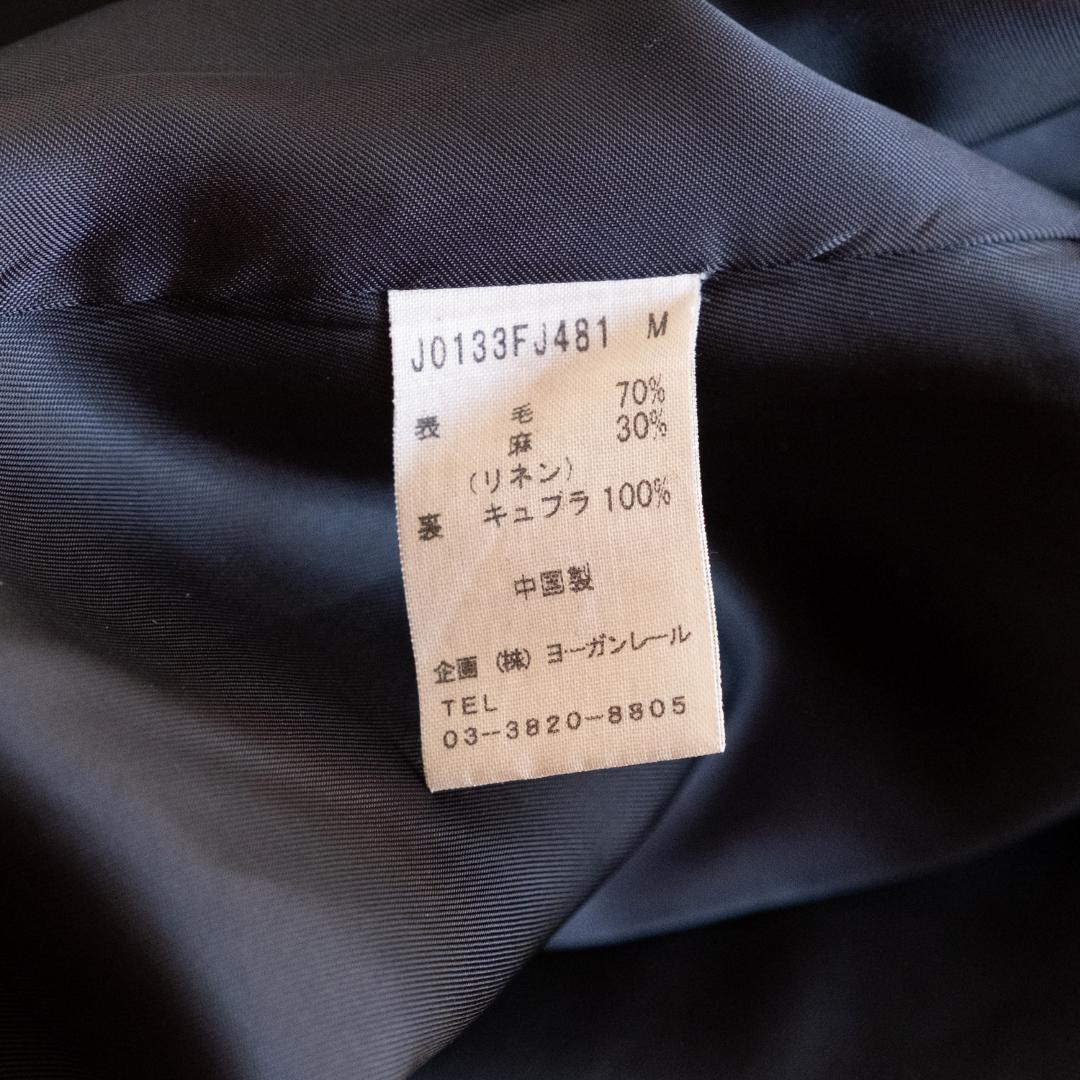 J0133FJ481 M
表 毛 70%
麻 30%
(リネン)
裏 キュプラ 100%
中国製
企画 (株) ヨーガンレール
TEL
03-3820-8805